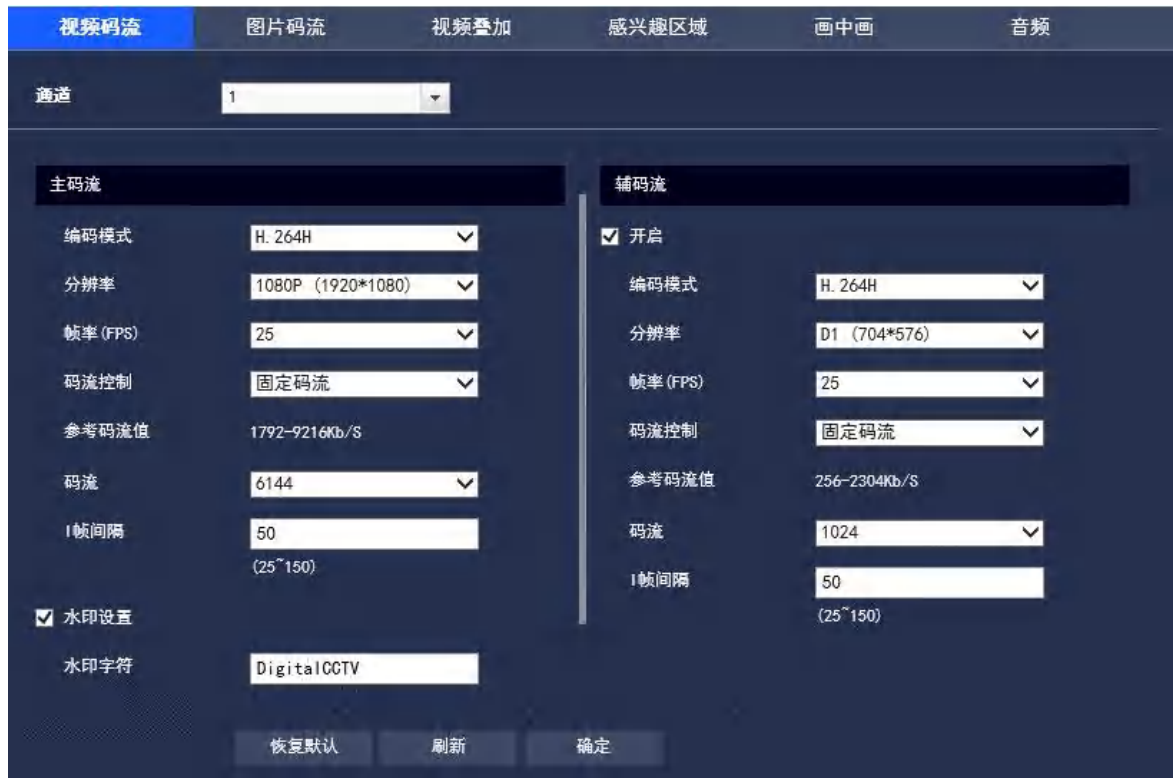 视频码流 图片码流 视频叠加 感兴趣区域 画中画 音频
通道 1
主码流
编码模式 H.264H
分辨率 1080P (1920*1080)
帧率(FPS) 25
码流控制 固定码流
参考码流值 1792-9216Kb/S
码流 6144
I帧间隔 50
(25~150)
水印设置
水印字符 DigitalCCTV
辅码流
开启
编码模式 H.264H
分辨率 D1 (704*576)
帧率(FPS) 25
码流控制 固定码流
参考码流值 256-2304Kb/S
码流 1024
I帧间隔 50
(25~150)
恢复默认 刷新 确定